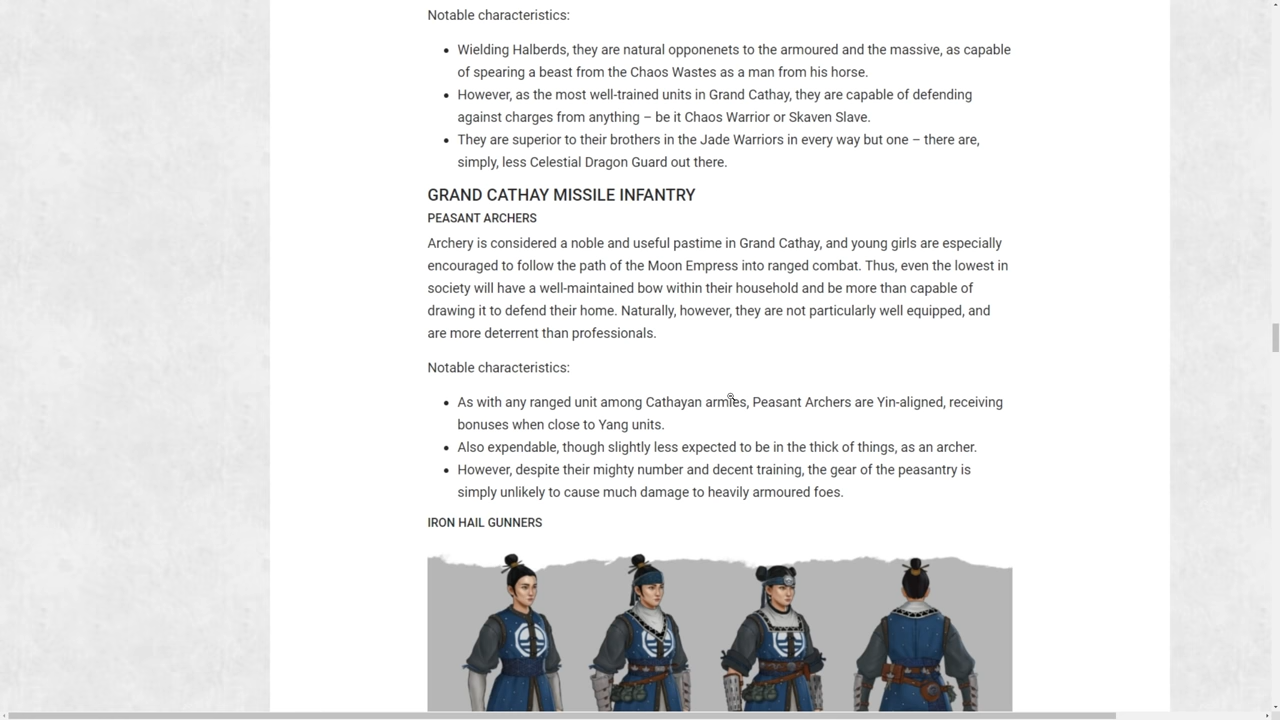 Notable characteristics:
Wielding Halberds, they are natural opponenets to the armoured and the massive, as capable
of spearing a beast from the Chaos Wastes as a man from his horse.
However, as the most well-trained units in Grand Cathay, they are capable of defending
against charges from anything – be it Chaos Warrior or Skaven Slave.
They are superior to their brothers in the Jade Warriors in every way but one – there are,
simply, less Celestial Dragon Guard out there.
GRAND CATHAY MISSILE INFANTRY
PEASANT ARCHERS
Archery is considered a noble and useful pastime in Grand Cathay, and young girls are especially
encouraged to follow the path of the Moon Empress into ranged combat. Thus, even the lowest in
society will have a well-maintained bow within their household and be more than capable of
drawing it to defend their home. Naturally, however, they are not particularly well equipped, and
are more deterrent than professionals.
Notable characteristics:
As with any ranged unit among Cathayan armies, Peasant Archers are Yin-aligned, receiving
bonuses when close to Yang units.
Also expendable, though slightly less expected to be in the thick of things, as an archer.
However, despite their mighty number and decent training, the gear of the peasantry is
simply unlikely to cause much damage to heavily armoured foes.
IRON HAIL GUNNERS